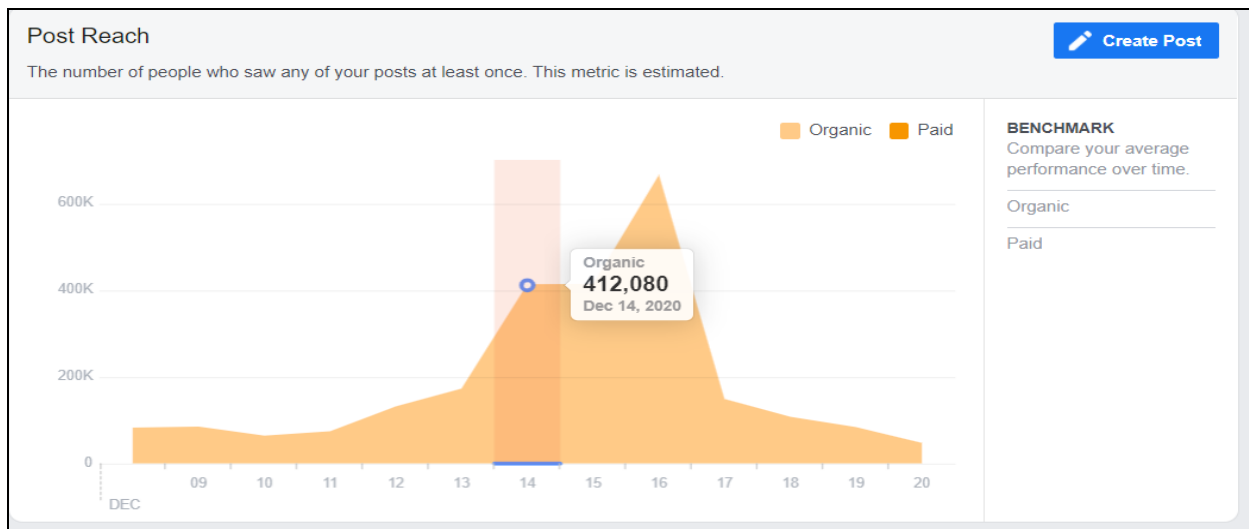 Post Reach
Create Post
The number of people who saw any of your posts at least once. This metric is estimated.
Organic
Paid
BENCHMARK
Compare your average
performance over time.
Organic
Paid
600K
400K
200K
0
Organic
412,080
Dec 14, 2020
09 10 11 12 13 14 15 16 17 18 19 20
DEC